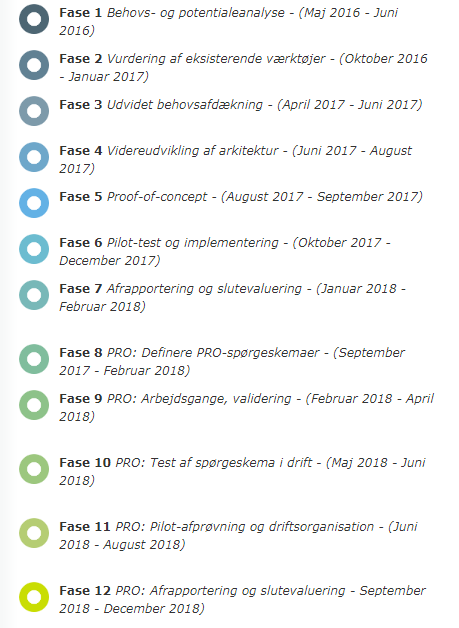 Fase 1 Behovs- og potentialeanalyse - (Maj 2016 - Juni
2016)
Fase 2 Vurdering af eksisterende værktøjer - (Oktober 2016
- Januar 2017)
Fase 3 Udvidet behovsafdækning - (April 2017 - Juni 2017)
Fase 4 Videreudvikling af arkitektur - (Juni 2017 - August
2017)
Fase 5 Proof-of-concept - (August 2017 - September 2017)
Fase 6 Pilot-test og implementering - (Oktober 2017 -
December 2017)
Fase 7 Afrapportering og slutevaluering - (Januar 2018 -
Februar 2018)
Fase 8 PRO: Definere PRO-spørgeskemaer - (September
2017 - Februar 2018)
Fase 9 PRO: Arbejdsgange, validering - (Februar 2018 - April
2018)
Fase 10 PRO: Test af spørgeskema i drift - (Maj 2018 - Juni
2018)
Fase 11 PRO: Pilot-afprøvning og driftsorganisation - (Juni
2018 - August 2018)
Fase 12 PRO: Afrapportering og slutevaluering - September
2018 - December 2018)